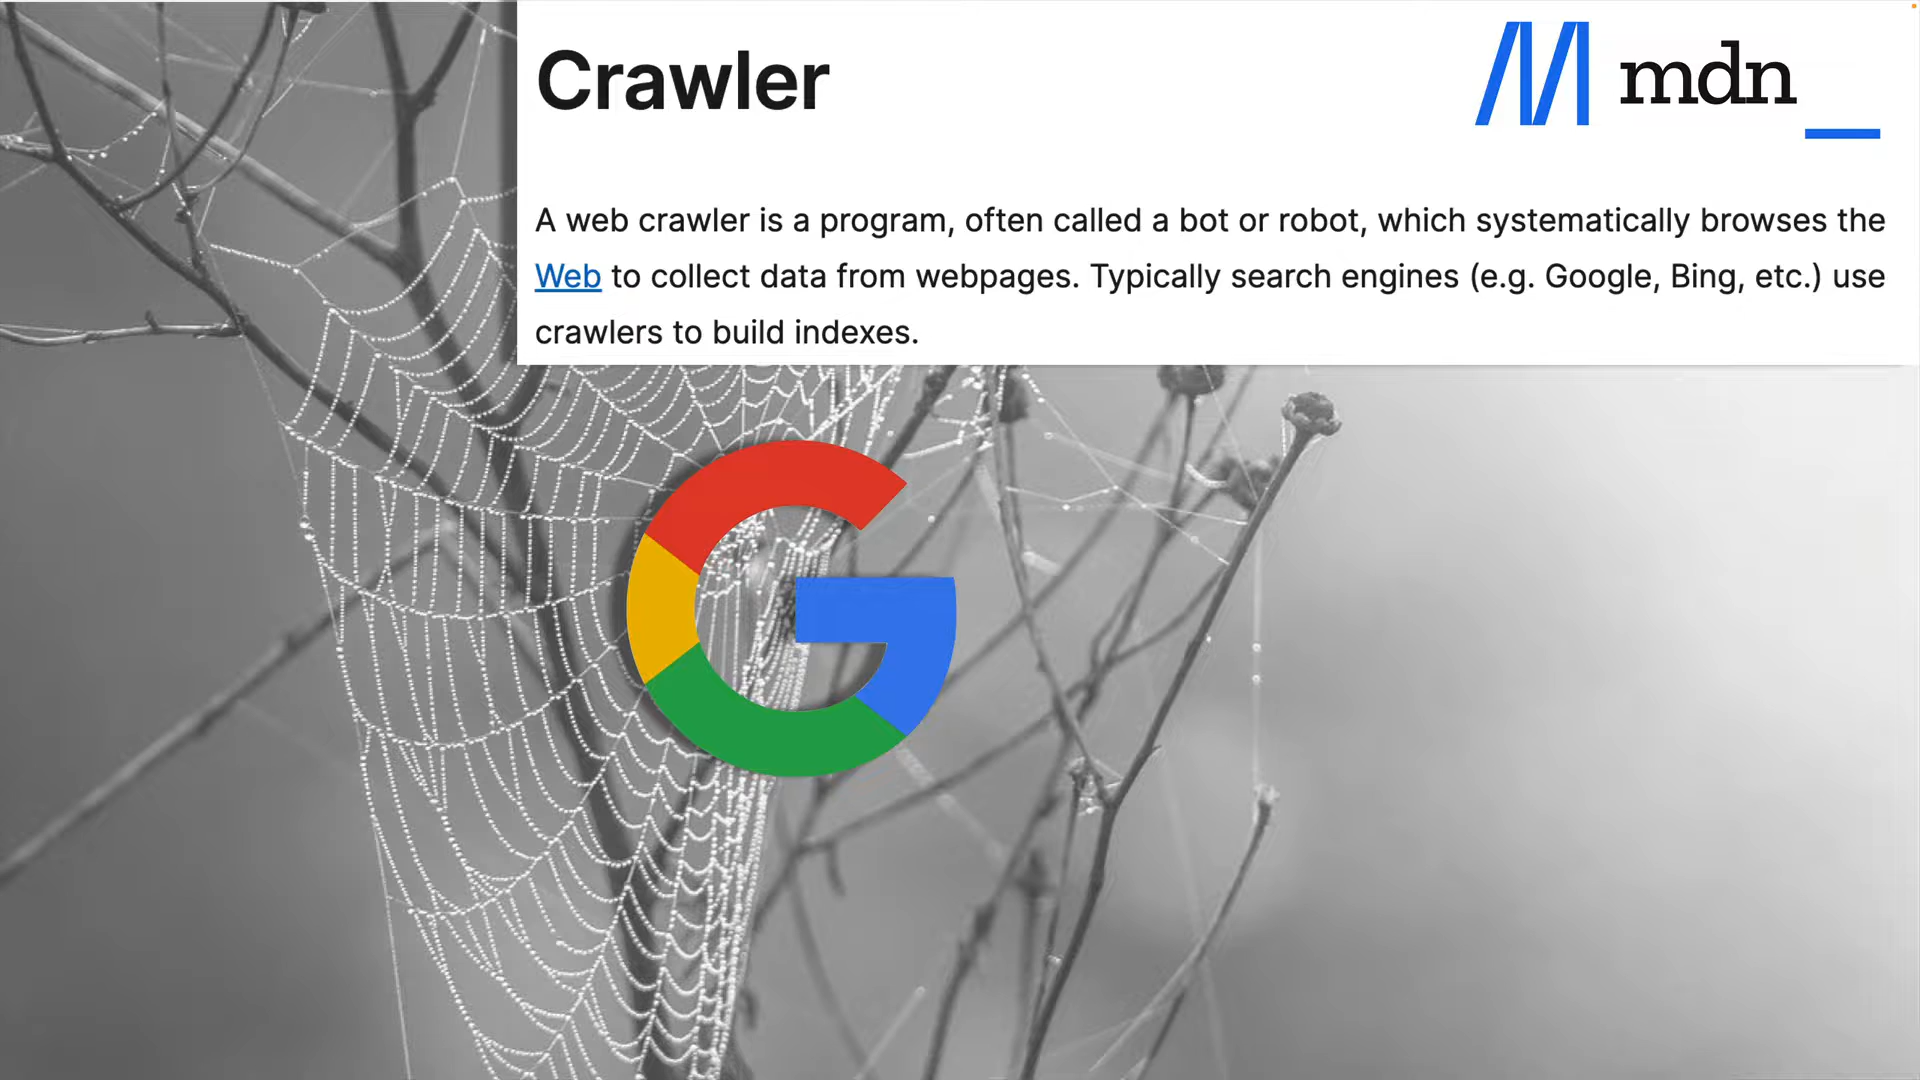 Crawler
mdn_
A web crawler is a program, often called a bot or robot, which systematically browses the
Web to collect data from webpages. Typically search engines (e.g. Google, Bing, etc.) use
crawlers to build indexes.